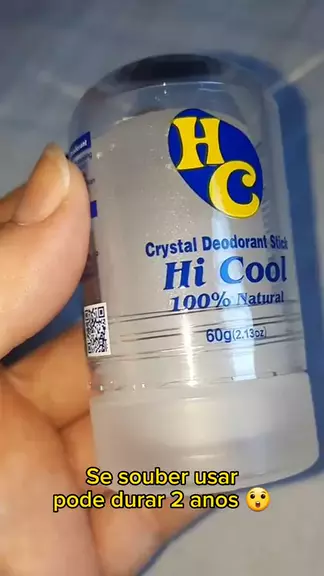 HC
Crystal Deodorant Stick
Hi Cool
100% Natural
60g(2.13oz)
Se souber usar
pode durar 2 anos 😲